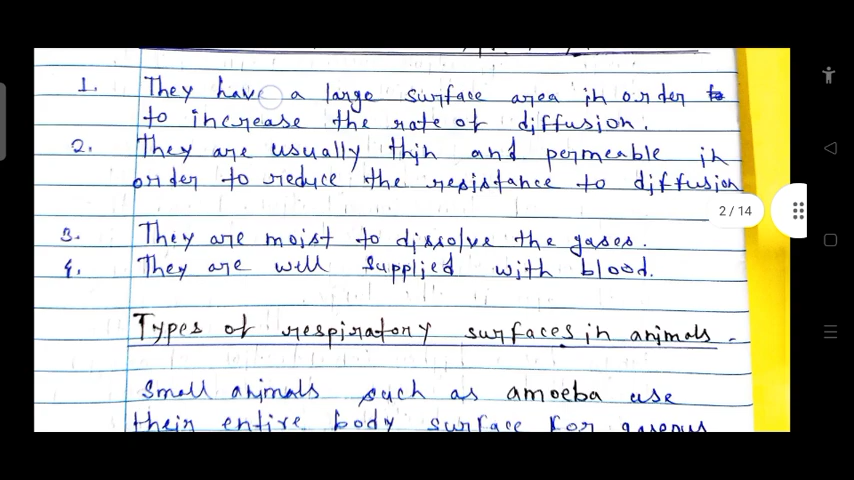 1. They have a large surface area in order to
to increase the rate of diffusion.
2. They are usually thin and permeable in
order to reduce the resistance to diffusion
2/14
3. They are moist to dissolve the gases.
4. They are well supplied with blood.
Types of respiratory surfaces in animals.
Small animals such as amoeba use
their entire body surface for gaseous